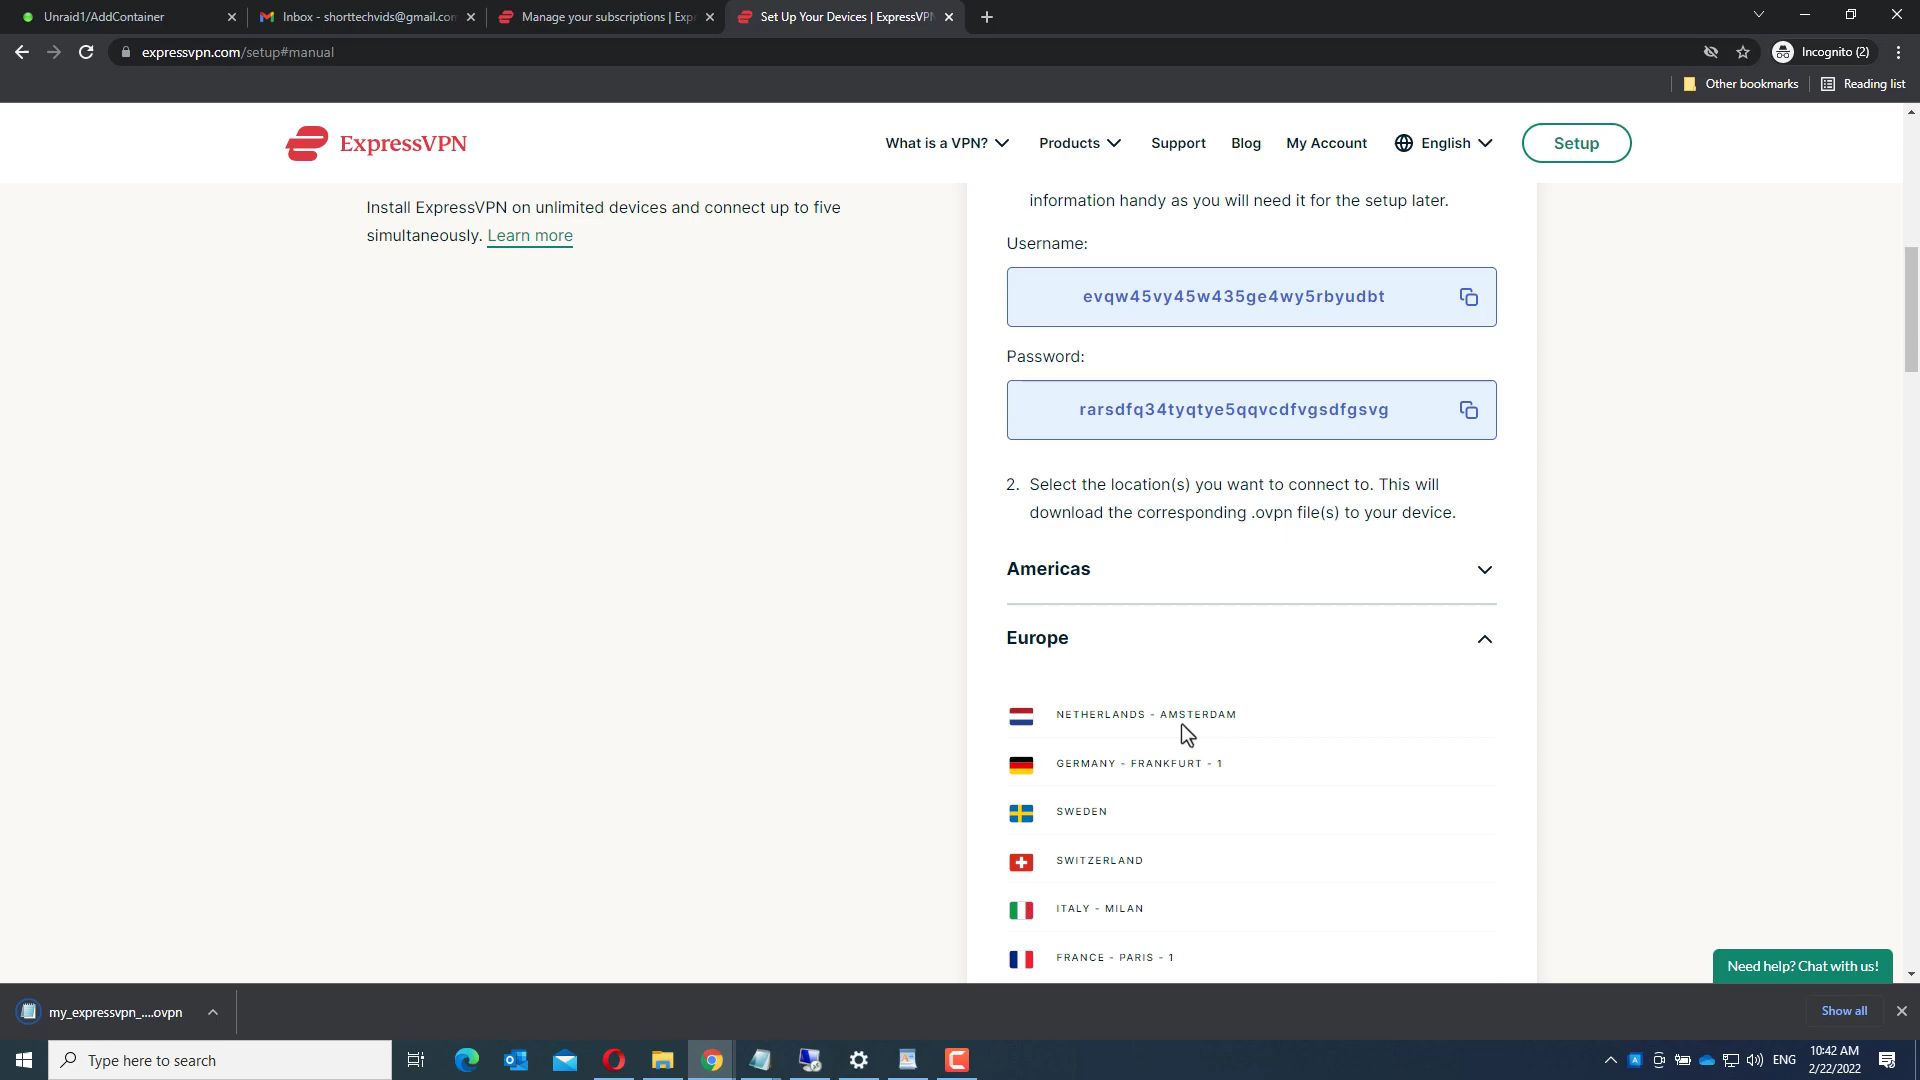 Unraid1/AddContainer
Inbox - shorttechvids@gmail.com
Manage your subscriptions | Exp
Set Up Your Devices | ExpressVPN
expressvpn.com/setup#manual
Incognito (2)
Other bookmarks
Reading list
ExpressVPN
What is a VPN?
Products
Support
Blog
My Account
English
Setup
Install ExpressVPN on unlimited devices and connect up to five
simultaneously. Learn more
information handy as you will need it for the setup later.
Username:
evqw45vy45w435ge4wy5rbyudbt
Password:
rarsdfq34tyqtye5qqvcdfvgsdfgsvg
2. Select the location(s) you want to connect to. This will
download the corresponding .ovpn file(s) to your device.
Americas
Europe
NETHERLANDS - AMSTERDAM
GERMANY - FRANKFURT - 1
SWEDEN
SWITZERLAND
ITALY - MILAN
FRANCE - PARIS - 1
Need help? Chat with us!
my_expressvpn_....ovpn
Show all
Type here to search
ENG
10:42 AM
2/22/2022